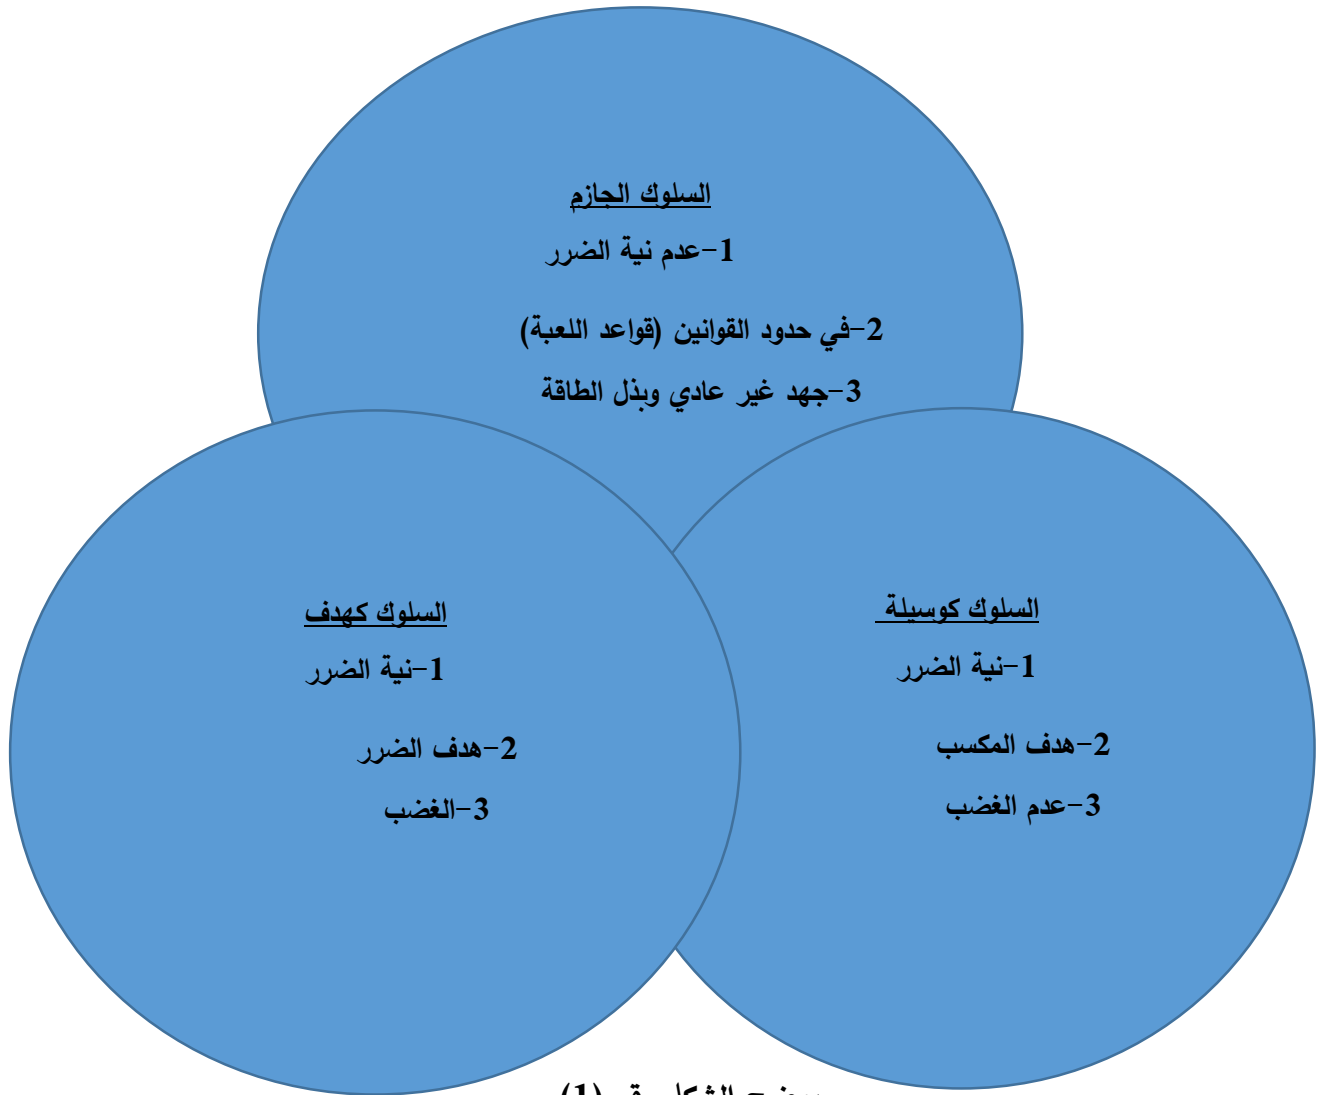 السلوك الجازم
1-عدم نية الضرر
2-في حدود القوانين (قواعد اللعبة)
3-جهد غير عادي وبذل الطاقة
السلوك كوسيلة
1-نية الضرر
2-هدف المكسب
3-عدم الغضب
السلوك كهدف
1-نية الضرر
2-هدف الضرر
3-الغضب
الشكل (1)